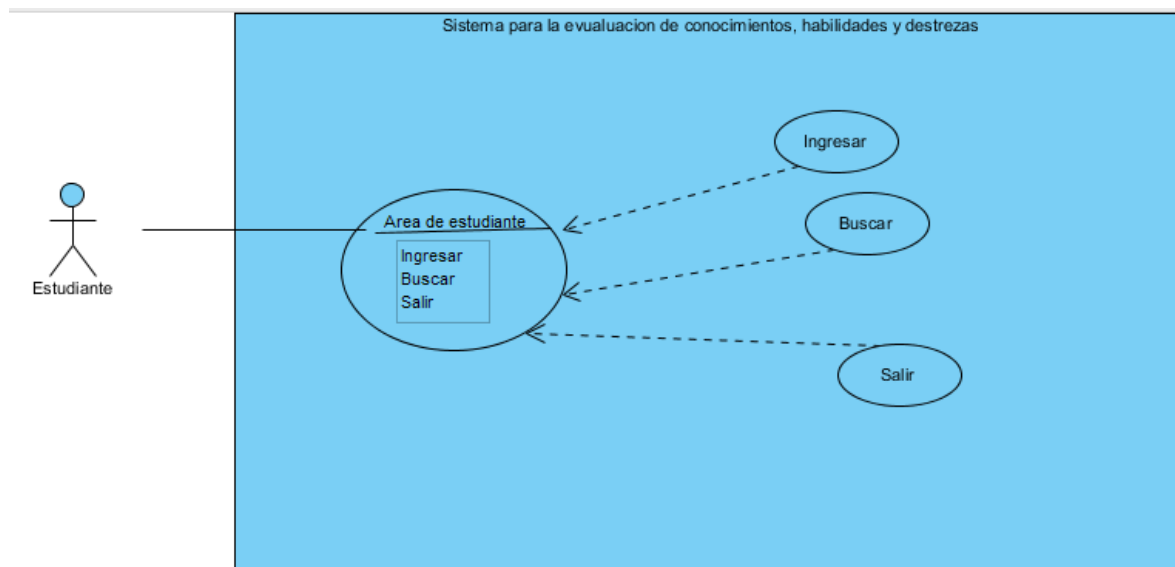 Sistema para la evualuacion de conocimientos, habilidades y destrezas
Ingresar
Buscar
Area de estudiante
Ingresar
Buscar
Salir
Estudiante
Salir